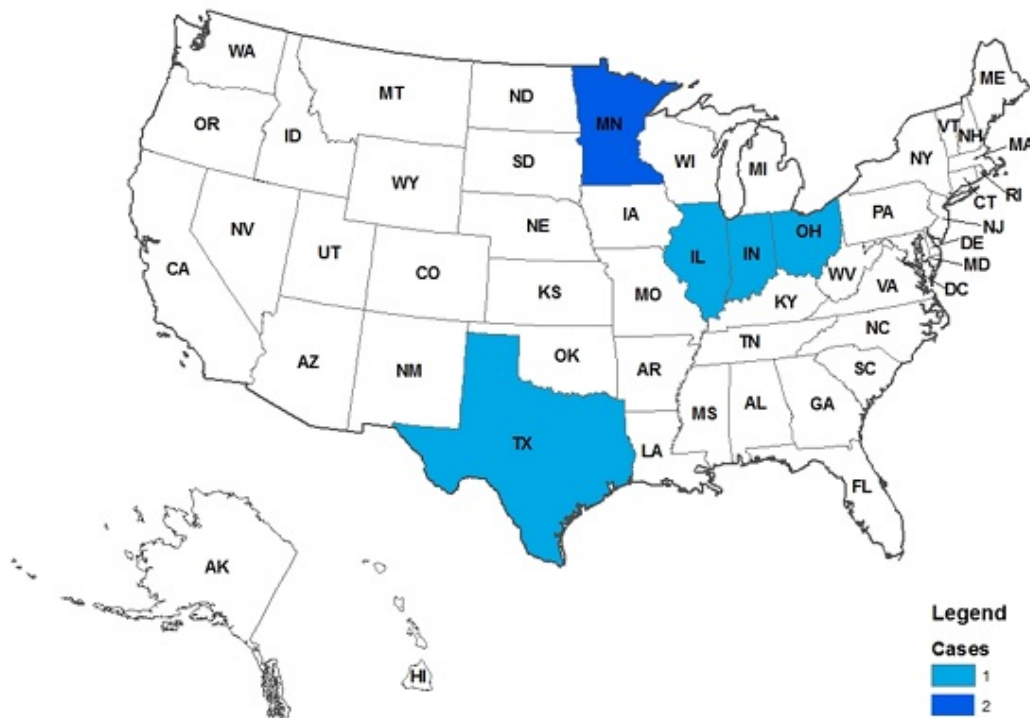 WA
MT
ND
MN
ME
OR
ID
SD
WI
MI
VT
NH
NY
MA
WY
IA
PA
CT
RI
NV
NE
NJ
UT
CO
IL
IN
OH
DE
CA
WV
MD
KS
MO
KY
VA
DC
AZ
NM
OK
TN
NC
AR
SC
MS
AL
GA
TX
LA
FL
AK
HI
Legend
Cases
1
2